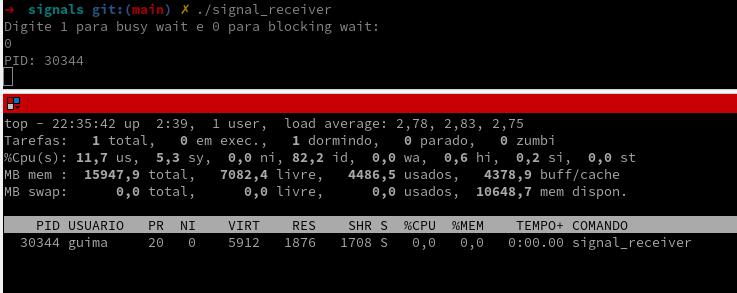 ➜ signals git:(main) ✗ ./signal_receiver
Digite 1 para busy wait e 0 para blocking wait:
0
PID: 30344
top - 22:35:42 up 2:39, 1 user, load average: 2,78, 2,83, 2,75
Tarefas: 1 total, 0 em exec., 1 dormindo, 0 parado, 0 zumbi
%Cpu(s): 11,7 us, 5,3 sy, 0,0 ni, 82,2 id, 0,0 wa, 0,6 hi, 0,2 si, 0,0 st
MB mem : 15947,9 total, 7082,4 livre, 4486,5 usados, 4378,9 buff/cache
MB swap: 0,0 total, 0,0 livre, 0,0 usados, 10648,7 mem dispon.
PID USUARIO PR NI VIRT RES SHR S %CPU %MEM TEMPO+ COMANDO
30344 guima 20 0 5912 1876 1708 S 0,0 0,0 0:00.00 signal_receiver